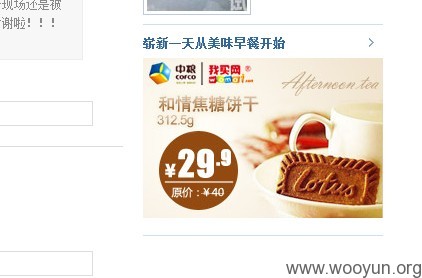 现场还是被
谢啦！！！
崭新一天从美味早餐开始
中粮
COFCO
我买网
®
womai.com
Afternoon tea
和情焦糖饼干
312.5g
¥29.9
原价：¥40
Lotus
www.wooyun.org